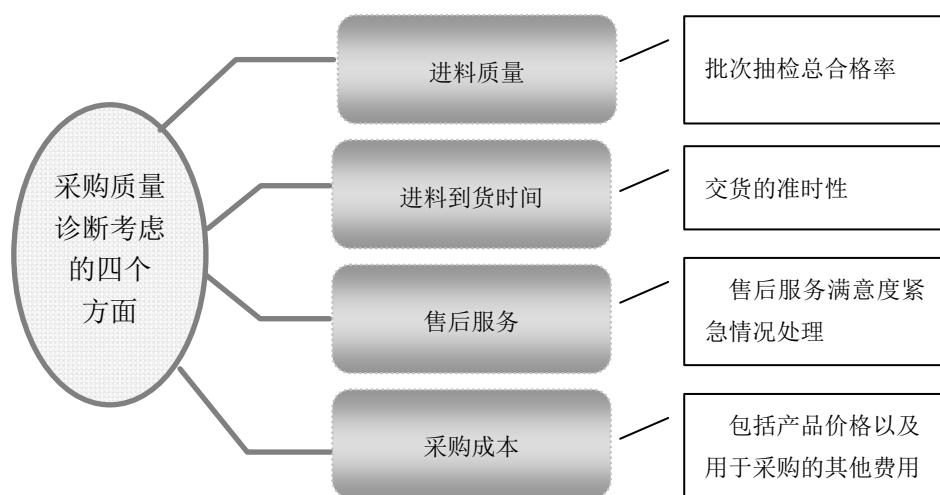 采购质量
诊断考虑
的四个
方面
进料质量
批次抽检总合格率
进料到货时间
交货的准时性
售后服务
售后服务满意度紧
急情况处理
采购成本
包括产品价格以及
用于采购的其他费用